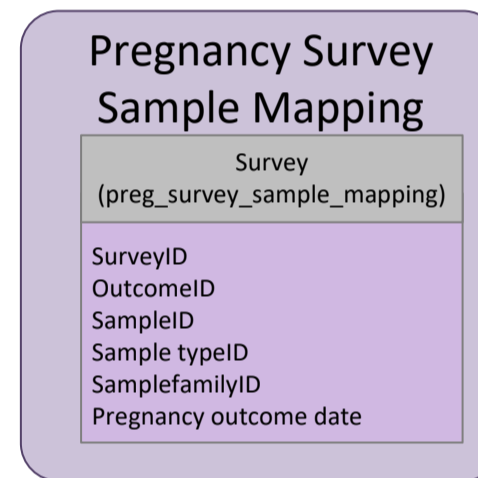 Pregnancy Survey
Sample Mapping
Survey
(preg_survey_sample_mapping)
SurveyID
OutcomeID
SampleID
Sample typeID
SamplefamilyID
Pregnancy outcome date